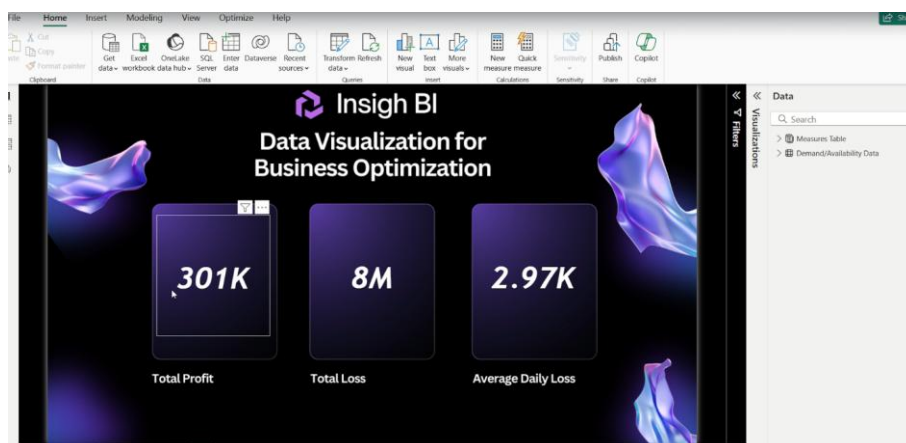 File Home Insert Modeling View Optimize Help
Cut
Copy
Format painter
Get data
Excel workbook
OneLake data hub
SQL Server
Enter data
Dataverse
Recent sources
Transform data
Refresh
New visual
Text box
More visuals
New measure
Quick measure
Sensitivity
Publish
Copilot
Clipboard Data Queries Insert Calculations Sensitivity Share Copilot
Insigh BI
Data Visualization for
Business Optimization
301K 8M 2.97K
Total Profit Total Loss Average Daily Loss
Filters
Visualizations
Data
Search
Measures Table
Demand/Availability Data